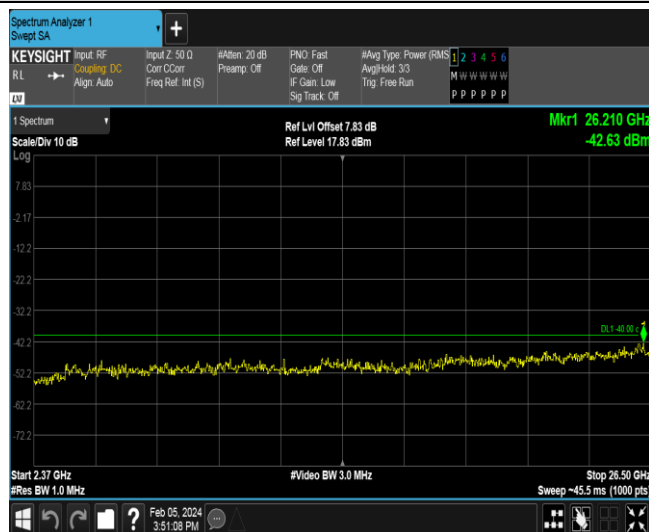 Spectrum Analyzer 1
Swept SA
+
KEYSIGHT Input: RF Input Z: 50 Ω #Atten: 20 dB PNO: Fast #Avg Type: Power (RMS 1 2 3 4 5 6
RL Coupling: DC Corr CCorr Preamp: Off Gate: Off Avg|Hold: 3/3 M W W W W W
Align: Auto Freq Ref: Int (S) IF Gain: Low Trig: Free Run
LXI Sig Track: Off P P P P P P
1 Spectrum Ref Lvl Offset 7.83 dB Mkr1 26.210 GHz
Scale/Div 10 dB Ref Level 17.83 dBm -42.63 dBm
Log
7.83
-2.17
-12.2
-22.2
-32.2
DL1 -40.00
1
-42.2
-52.2
-62.2
-72.2
Start 2.37 GHz #Video BW 3.0 MHz Stop 26.50 GHz
#Res BW 1.0 MHz Sweep ~45.5 ms (1000 pts)
? Feb 05, 2024
3:51:08 PM